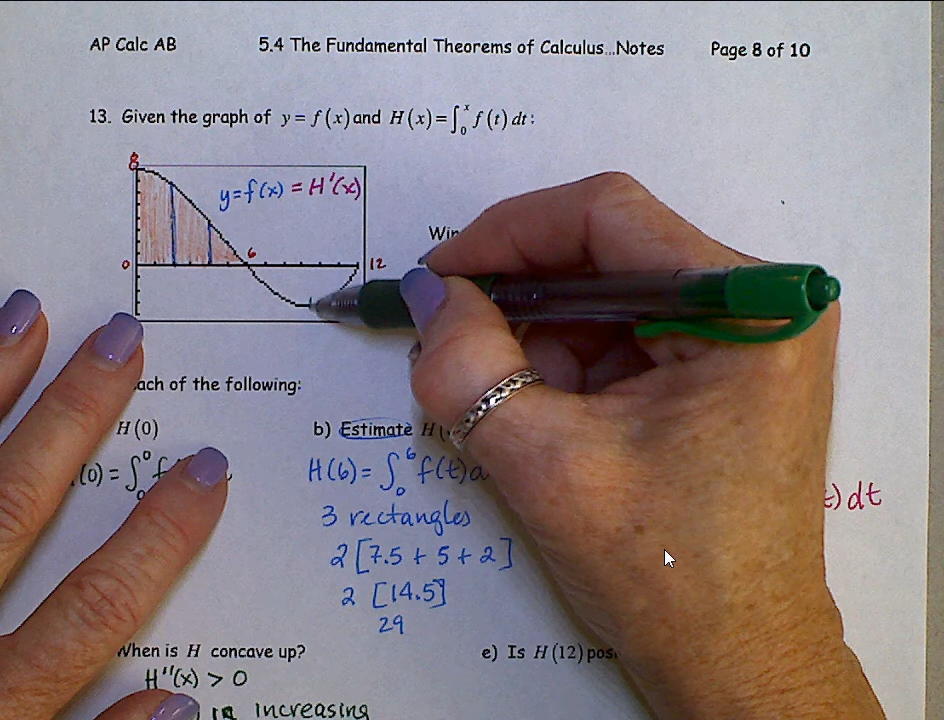 AP Calc AB 5.4 The Fundamental Theorems of Calculus...Notes Page 8 of 10
13. Given the graph of y = f(x) and H(x) = ∫₀ˣ f(t) dt:
8
y=f(x) = H'(x)
6
0 12
of the following:
H(0) b) Estimate H(
(0) = ∫₀⁰ H(6) = ∫₀⁶ f(t)
t) dt
3 rectangles
2 [7.5 + 5 + 2]
2 [14.5]
29
When is H concave up? e) Is H(12)
H''(x) > 0
increasing